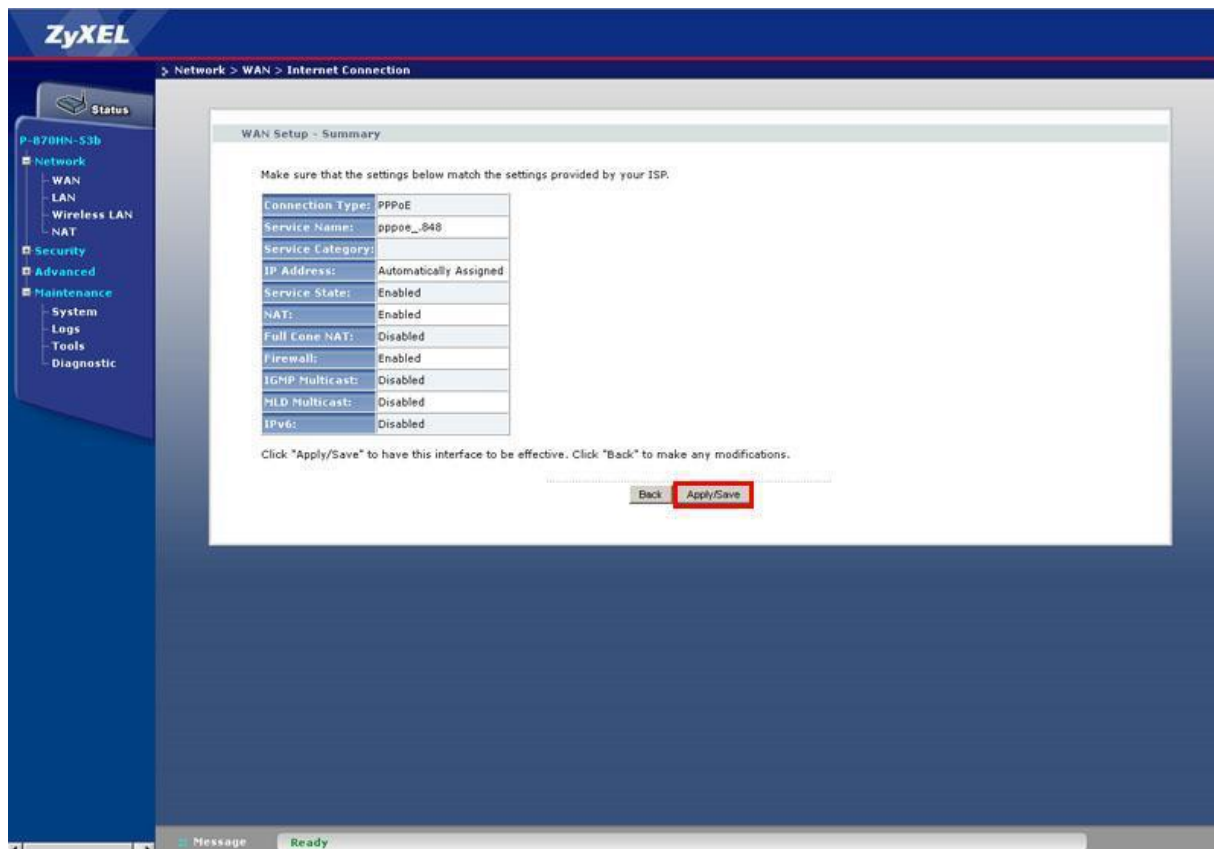 ZyXEL
> Network > WAN > Internet Connection
Status
P-870HN-53b
Network
WAN
LAN
Wireless LAN
NAT
Security
Advanced
Maintenance
System
Logs
Tools
Diagnostic
WAN Setup - Summary
Make sure that the settings below match the settings provided by your ISP.
Connection Type: PPPoE
Service Name: pppoe_.848
Service Category:
IP Address: Automatically Assigned
Service State: Enabled
NAT: Enabled
Full Cone NAT: Disabled
Firewall: Enabled
IGMP Multicast: Disabled
MLD Multicast: Disabled
IPv6: Disabled
Click "Apply/Save" to have this interface to be effective. Click "Back" to make any modifications.
Back Apply/Save
Message Ready